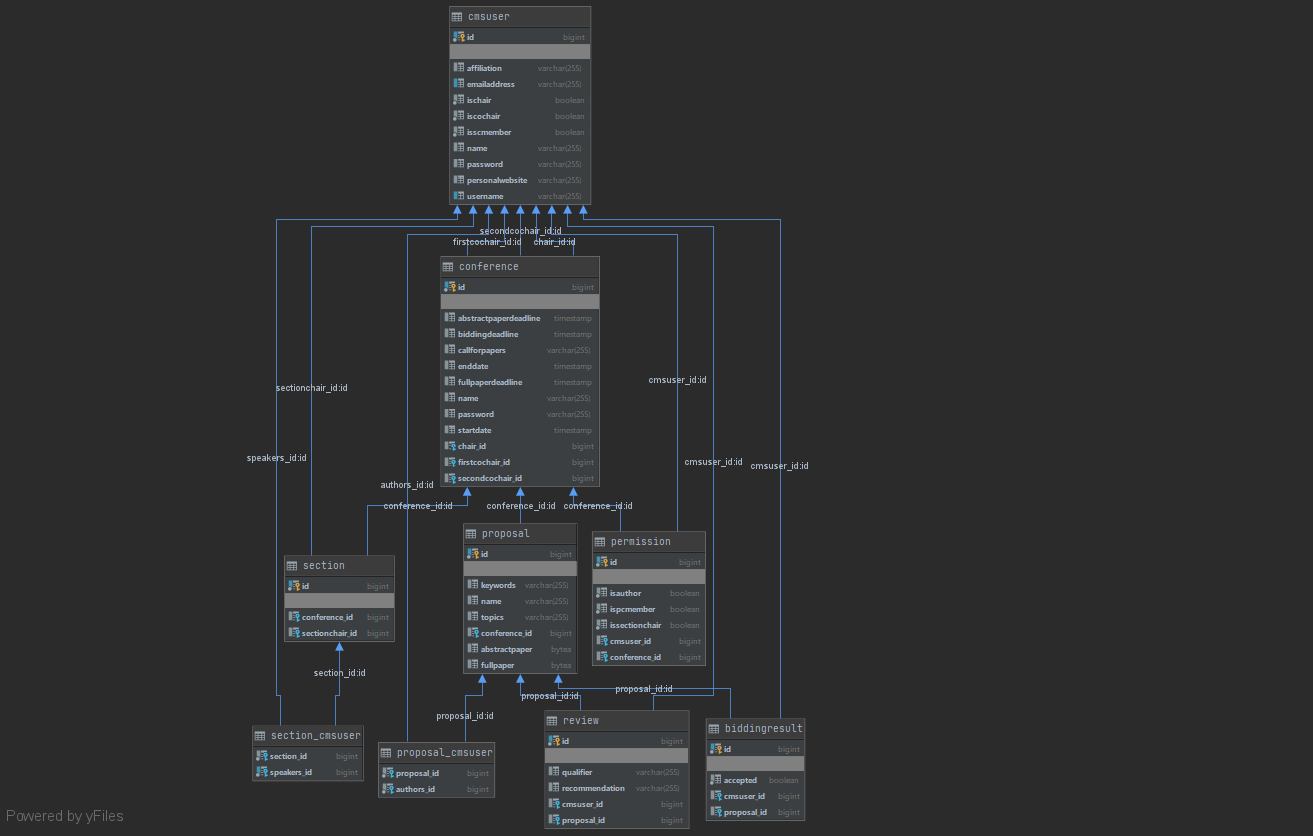 cmsuser
id bigint
affiliation varchar(255)
emailaddress varchar(255)
ischair boolean
iscochair boolean
isscmember boolean
name varchar(255)
password varchar(255)
personalwebsite varchar(255)
username varchar(255)
secondcochair_id:id
firstcochair_id:id
chair_id:id
conference
id bigint
abstractpaperdeadline timestamp
biddingdeadline timestamp
callforpapers varchar(255)
enddate timestamp
fullpaperdeadline timestamp
name varchar(255)
password varchar(255)
startdate timestamp
chair_id bigint
firstcochair_id bigint
secondcochair_id bigint
sectionchair_id:id
cmsuser_id:id
speakers_id:id
cmsuser_id:id
cmsuser_id:id
authors_id:id
conference_id:id
conference_id:id
conference_id:id
section
id bigint
conference_id bigint
sectionchair_id bigint
proposal
id bigint
keywords varchar(255)
name varchar(255)
topics varchar(255)
conference_id bigint
abstractpaper bytea
fullpaper bytea
permission
id bigint
isauthor boolean
ispcmember boolean
issectionchair boolean
cmsuser_id bigint
conference_id bigint
section_id:id
proposal_id:id
proposal_id:id
proposal_id:id
section_cmsuser
section_id bigint
speakers_id bigint
proposal_cmsuser
proposal_id bigint
authors_id bigint
review
id bigint
qualifier varchar(255)
recommendation varchar(255)
cmsuser_id bigint
proposal_id bigint
biddingresult
id bigint
accepted boolean
cmsuser_id bigint
proposal_id bigint
Powered by yFiles